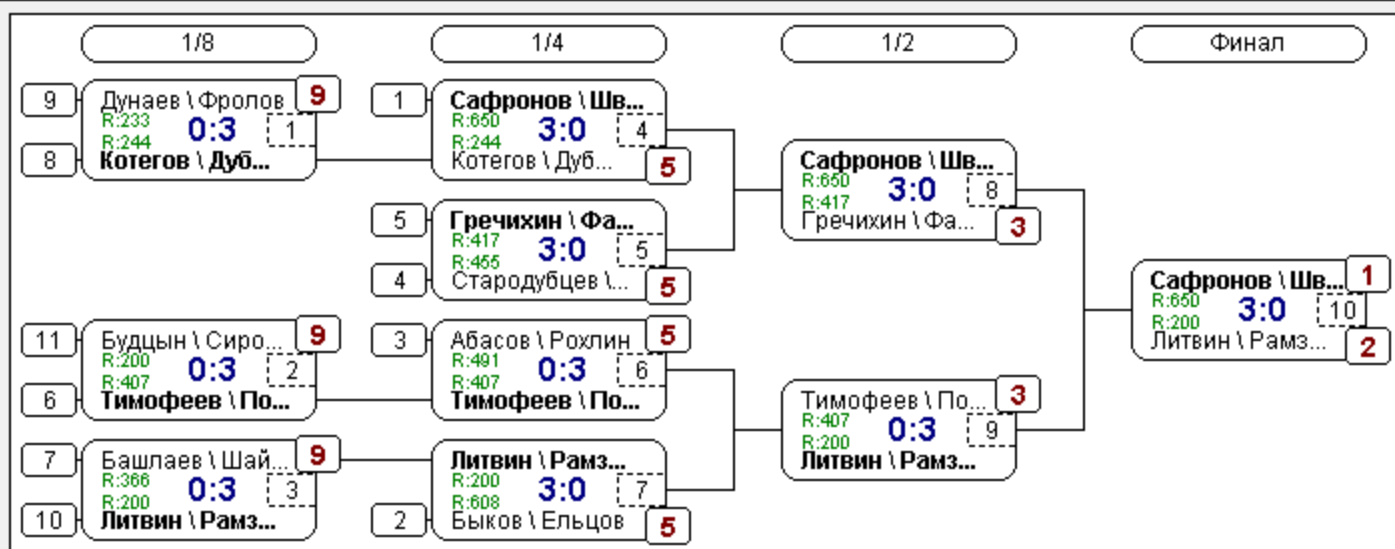 1/8
1/4
1/2
Финал
9
Дунаев \ Фролов
9
R:233
R:244
0:3
1
8
Котегов \ Дуб...
1
Сафронов \ Шв...
R:650
R:244
3:0
4
Котегов \ Дуб...
5
5
Гречихин \ Фа...
R:417
R:455
3:0
5
4
Стародубцев \...
5
11
Будцын \ Сиро...
9
R:200
R:407
0:3
2
6
Тимофеев \ По...
3
Абасов \ Рохлин
5
R:491
R:407
0:3
6
Тимофеев \ По...
7
Башлаев \ Шай...
9
R:366
R:200
0:3
3
10
Литвин \ Рамз...
Литвин \ Рамз...
R:200
R:608
3:0
7
2
Быков \ Ельцов
5
Сафронов \ Шв...
R:650
R:417
3:0
8
Гречихин \ Фа...
3
Тимофеев \ По...
3
R:407
R:200
0:3
9
Литвин \ Рамз...
Сафронов \ Шв...
1
R:650
R:200
3:0
10
Литвин \ Рамз...
2